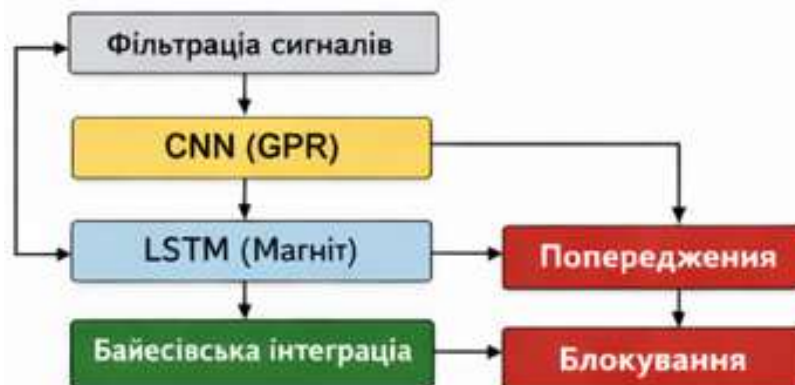 Фільтрація сигналів
CNN (GPR)
LSTM (Магніт)
Попередження
Байесівська інтеграція
Блокування